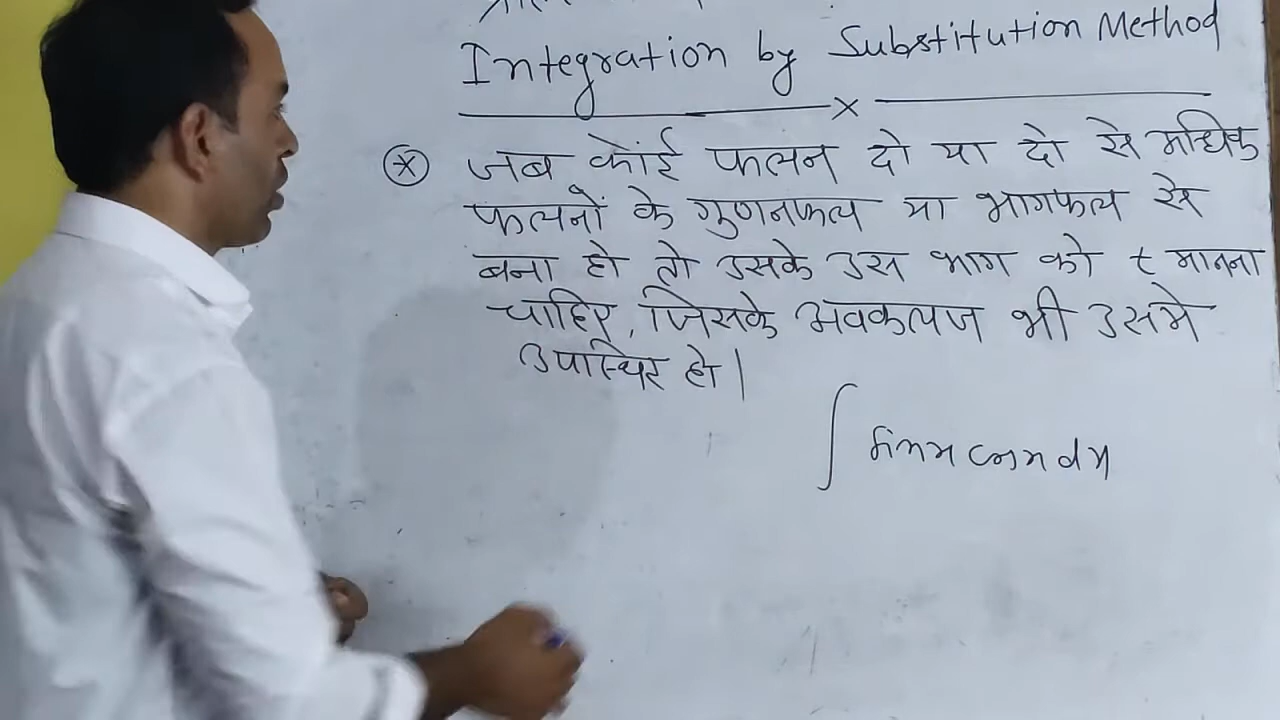 Integration by Substitution Method
×
* जब कोई फलन दो या दो से अधिक
फलनों के गुणनफल या भागफल से
बना हो तो उसके उस भाग को t मानना
चाहिए, जिसके अवकलज भी उसमे
उपास्थिर हो।
∫ sinx cosx dx